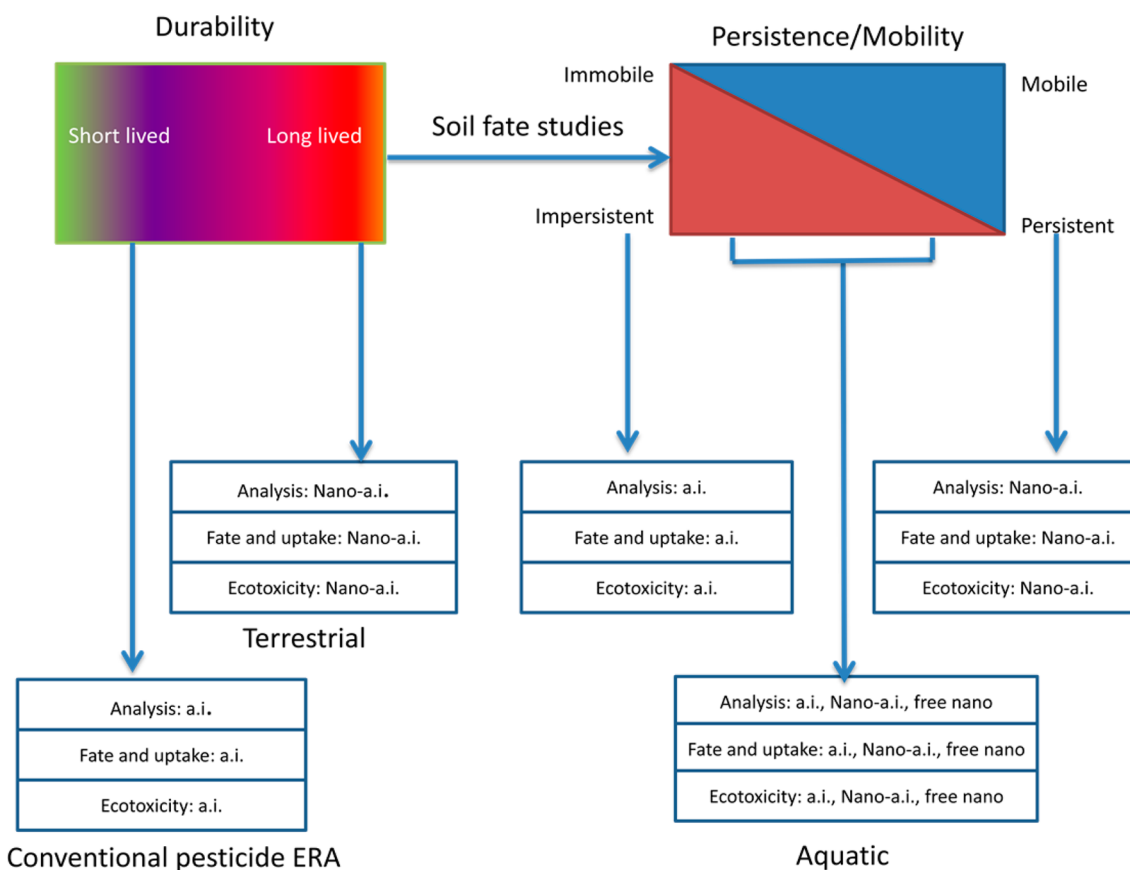 Durability
Persistence/Mobility
Immobile
Mobile
Short lived
Long lived
Soil fate studies
Impersistent
Persistent
Analysis: Nano-a.i.
Fate and uptake: Nano-a.i.
Ecotoxicity: Nano-a.i.
Terrestrial
Analysis: a.i.
Fate and uptake: a.i.
Ecotoxicity: a.i.
Analysis: Nano-a.i.
Fate and uptake: Nano-a.i.
Ecotoxicity: Nano-a.i.
Analysis: a.i.
Fate and uptake: a.i.
Ecotoxicity: a.i.
Conventional pesticide ERA
Analysis: a.i., Nano-a.i., free nano
Fate and uptake: a.i., Nano-a.i., free nano
Ecotoxicity: a.i., Nano-a.i., free nano
Aquatic